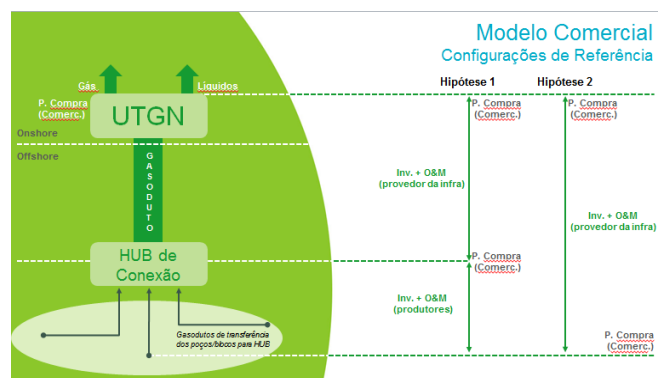 Modelo Comercial
Configurações de Referência
Hipótese 1
Hipótese 2
Gás
Líquidos
P. Compra
(Comerc.)
UTGN
P. Compra
(Comerc.)
P. Compra
(Comerc.)
Onshore
Offshore
GASODUTO
Inv. + O&M
(provedor da infra)
Inv. + O&M
(provedor da infra)
HUB de
Conexão
P. Compra
(Comerc.)
Inv. + O&M
(produtores)
Gasodutos de transferência
dos poços/blocos para HUB
P. Compra
(Comerc.)